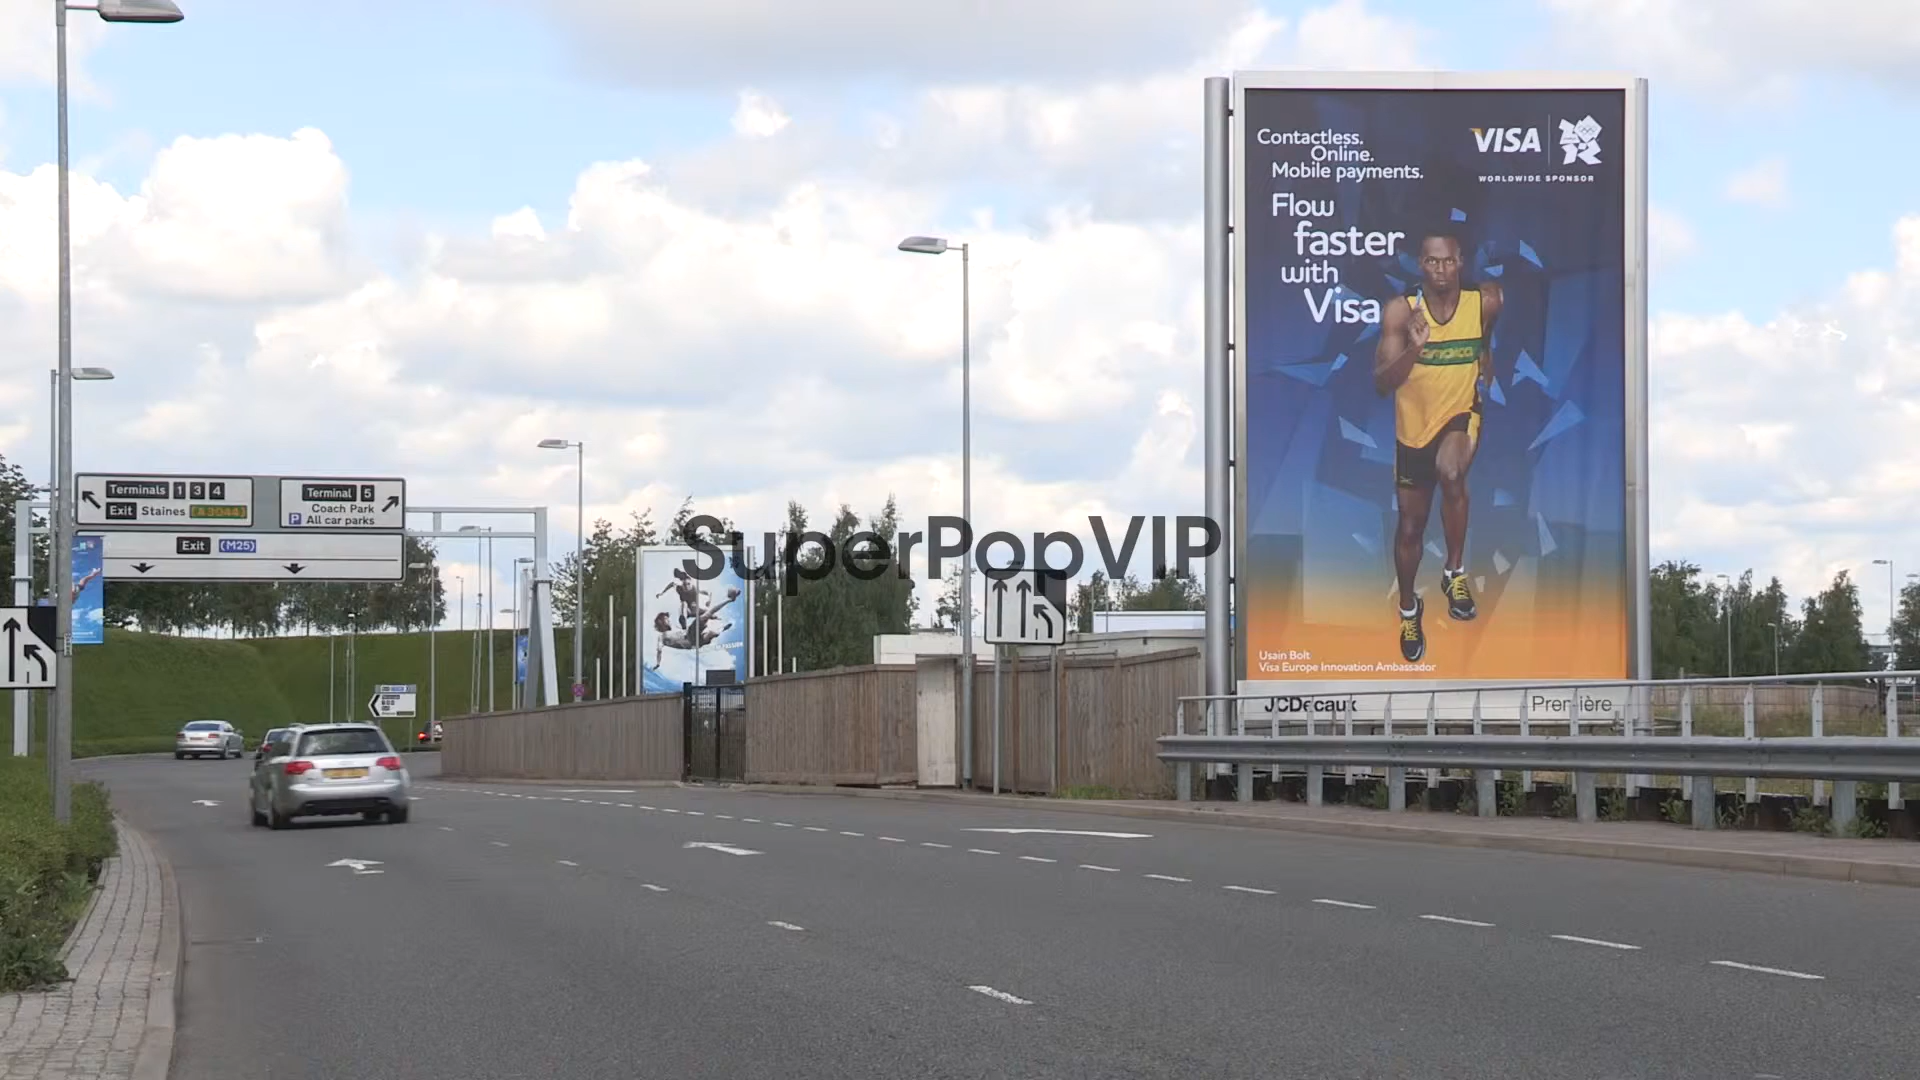 Contactless.
Online.
Mobile payments.
Flow
faster
with
Visa
VISA
WORLDWIDE SPONSOR
Usain Bolt
Visa Europe Innovation Ambassador
JCDecaux
Première
Terminals 1 3 4
Exit Staines (A3044)
Terminal 5
Coach Park
P All car parks
Exit (M25)
SuperPopVIP